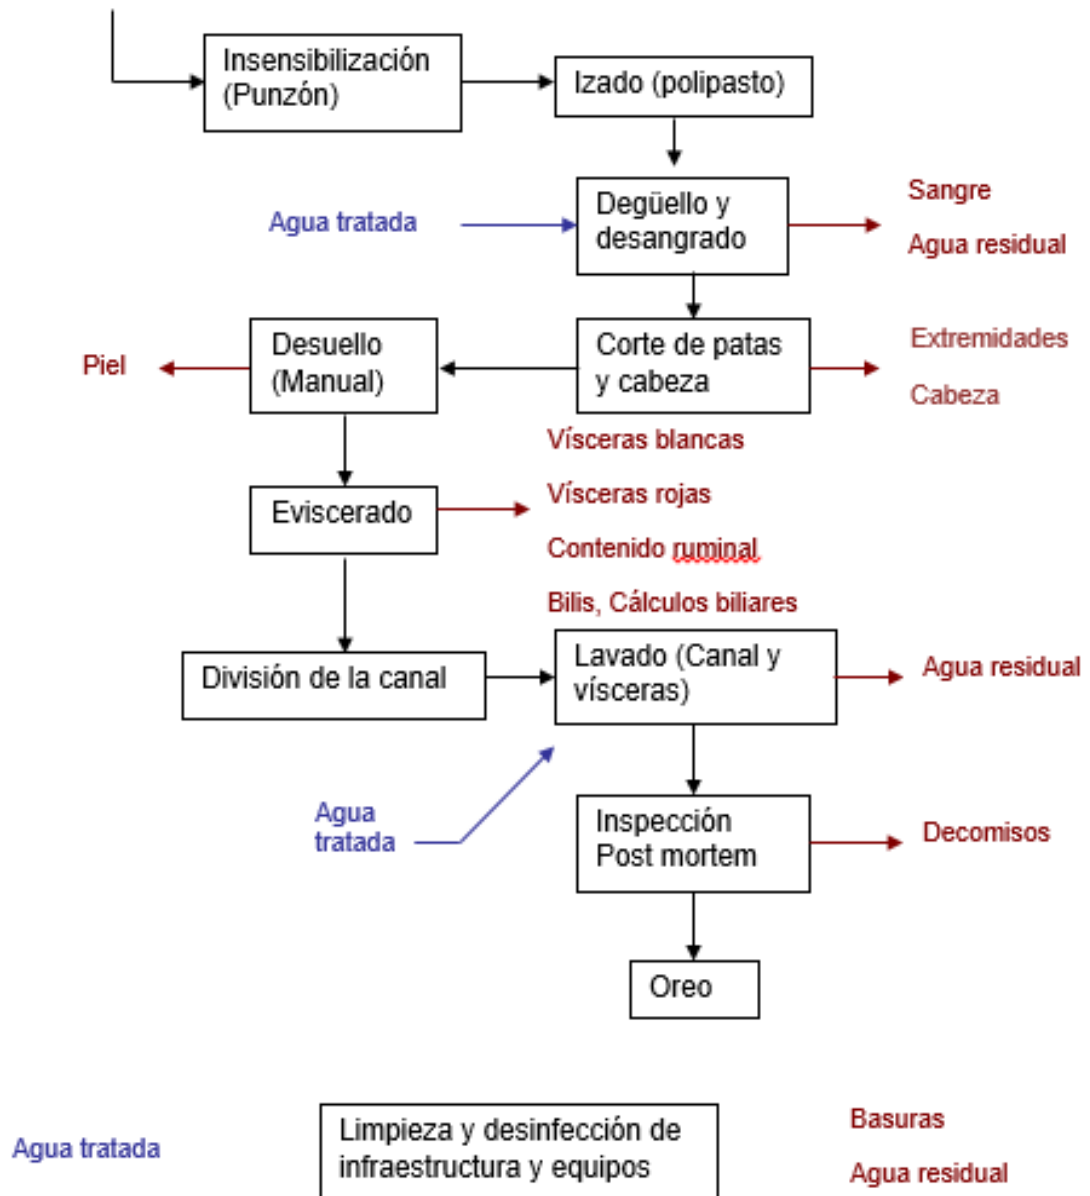 Insensibilización
(Punzón)
Izado (polipasto)
Agua tratada
Degüello y
desangrado
Sangre
Agua residual
Piel
Desuello
(Manual)
Corte de patas
y cabeza
Extremidades
Cabeza
Eviscerado
Vísceras blancas
Vísceras rojas
Contenido ruminal
Bilis, Cálculos biliares
División de la canal
Lavado (Canal y
vísceras)
Agua residual
Agua
tratada
Inspección
Post mortem
Decomisos
Oreo
Agua tratada
Limpieza y desinfección de
infraestructura y equipos
Basuras
Agua residual